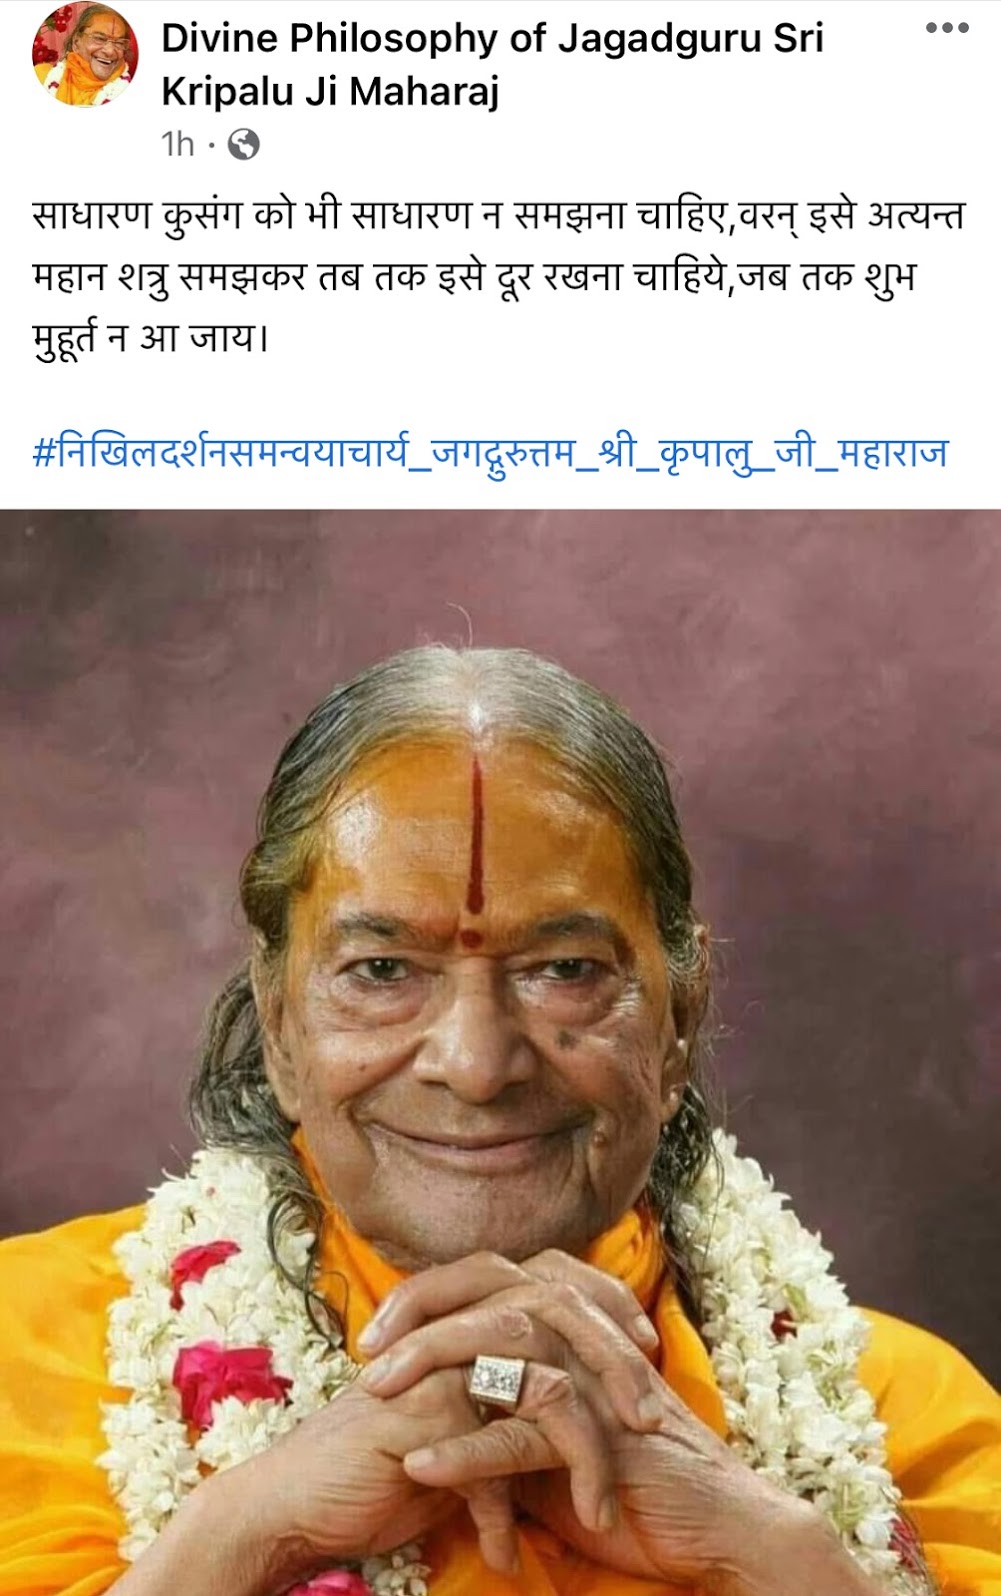 Divine Philosophy of Jagadguru Sri
Kripalu Ji Maharaj
1h ·
साधारण कुसंग को भी साधारण न समझना चाहिए,वरन् इसे अत्यन्त
महान शत्रु समझकर तब तक इसे दूर रखना चाहिये,जब तक शुभ
मुहूर्त न आ जाय।
#निखिलदर्शनसमन्वयाचार्य_जगद्गुरुत्तम_श्री_कृपालु_जी_महाराज